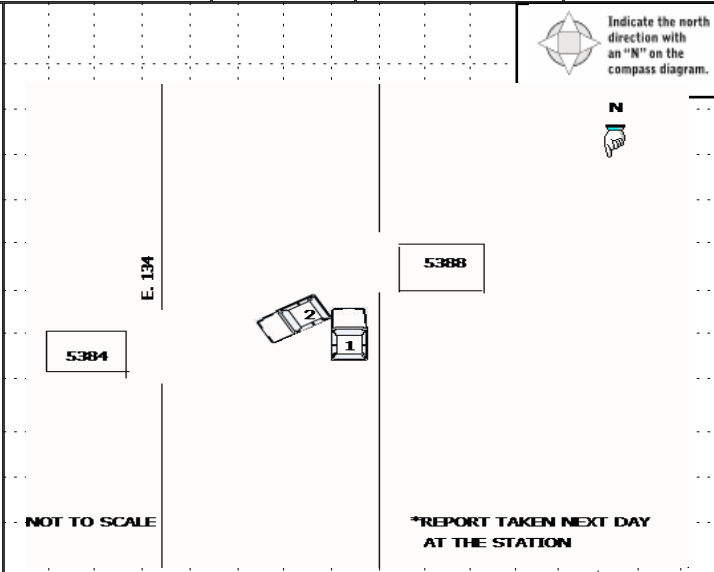 Indicate the north
direction with
an "N" on the
compass diagram.
N
E. 134
5388
2
1
5384
NOT TO SCALE
*REPORT TAKEN NEXT DAY
AT THE STATION